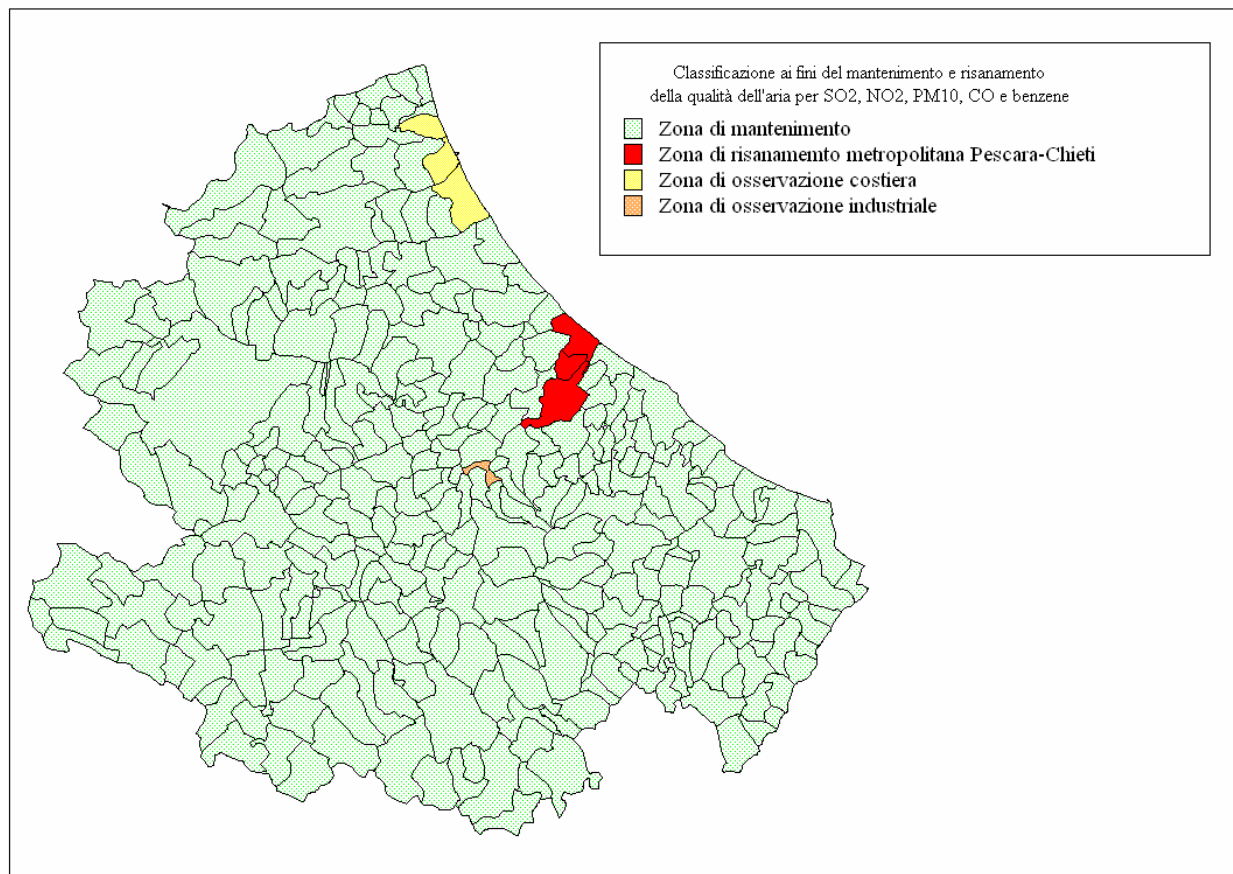 Classificazione ai fini del mantenimento e risanamento
della qualità dell'aria per SO2, NO2, PM10, CO e benzene
Zona di mantenimento
Zona di risanamemto metropolitana Pescara-Chieti
Zona di osservazione costiera
Zona di osservazione industriale